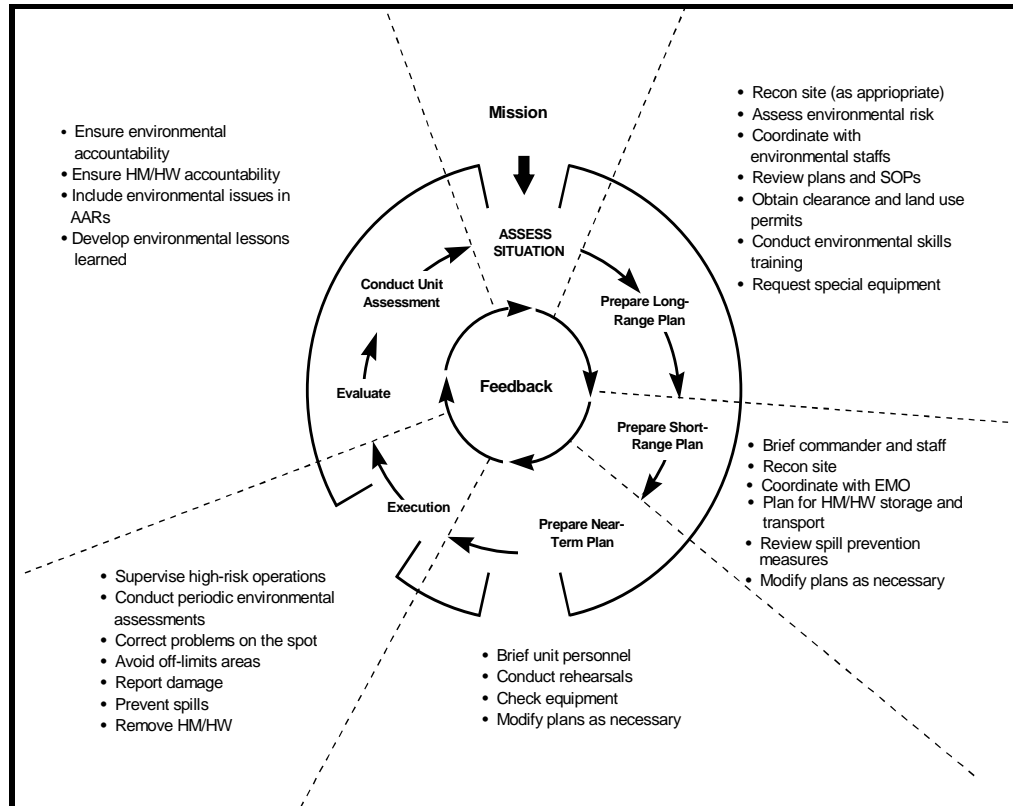 Mission
ASSESS
SITUATION
• Recon site (as appriopriate)
• Assess environmental risk
• Coordinate with
environmental staffs
• Review plans and SOPs
• Obtain clearance and land use
permits
• Conduct environmental skills
training
• Request special equipment
Prepare Long-
Range Plan
Prepare Short-
Range Plan
• Brief commander and staff
• Recon site
• Coordinate with EMO
• Plan for HM/HW storage and
transport
• Review spill prevention
measures
• Modify plans as necessary
Prepare Near-
Term Plan
• Brief unit personnel
• Conduct rehearsals
• Check equipment
• Modify plans as necessary
Execution
• Supervise high-risk operations
• Conduct periodic environmental
assessments
• Correct problems on the spot
• Avoid off-limits areas
• Report damage
• Prevent spills
• Remove HM/HW
Evaluate
Conduct Unit
Assessment
• Ensure environmental
accountability
• Ensure HM/HW accountability
• Include environmental issues in
AARs
• Develop environmental lessons
learned
Feedback